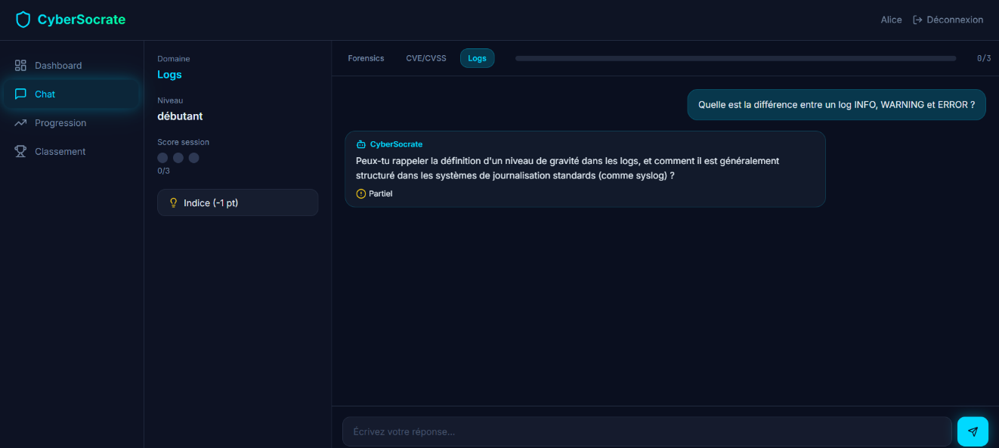 CyberSocrate
Alice
Déconnexion
Dashboard
Chat
Progression
Classement
Domaine
Logs
Niveau
débutant
Score session
0/3
Indice (-1 pt)
Forensics
CVE/CVSS
Logs
0/3
Quelle est la différence entre un log INFO, WARNING et ERROR ?
CyberSocrate
Peux-tu rappeler la définition d'un niveau de gravité dans les logs, et comment il est généralement
structuré dans les systèmes de journalisation standards (comme syslog) ?
Partiel
Écrivez votre réponse...